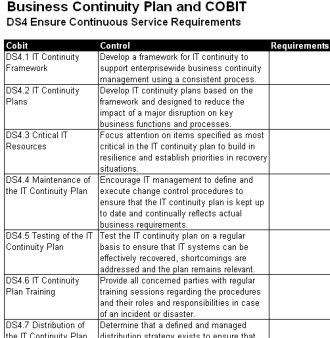 Business Continuity Plan and COBIT
DS4 Ensure Continuous Service Requirements
Cobit Control Requirements
DS4.1 IT Continuity Framework
Develop a framework for IT continuity to
support enterprisewide business continuity
management using a consistent process.
DS4.2 IT Continuity Plans
Develop IT continuity plans based on the
framework and designed to reduce the
impact of a major disruption on key
business functions and processes.
DS4.3 Critical IT Resources
Focus attention on items specified as most
critical in the IT continuity plan to build in
resilience and establish priorities in recovery
situations.
DS4.4 Maintenance of
the IT Continuity Plan
Encourage IT management to define and
execute change control procedures to
ensure that the IT continuity plan is kept up
to date and continually reflects actual
business requirements.
DS4.5 Testing of the IT
Continuity Plan
Test the IT continuity plan on a regular
basis to ensure that IT systems can be
effectively recovered, shortcomings are
addressed and the plan remains relevant.
DS4.6 IT Continuity
Plan Training
Provide all concerned parties with regular
training sessions regarding the procedures
and their roles and responsibilities in case
of an incident or disaster.
DS4.7 Distribution of
the IT Continuity Plan
Determine that a defined and managed
distribution strategy exists to ensure that